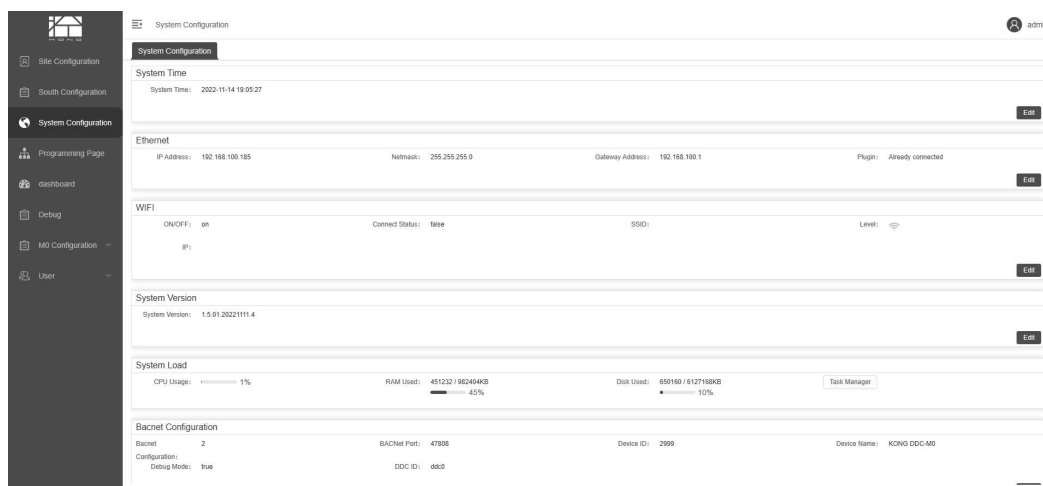 KONG
System Configuration
admi
Site Configuration
South Configuration
System Configuration
Programming Page
dashboard
Debug
M0 Configuration
User
System Configuration
System Time
System Time: 2022-11-14 19:05:27
Edit
Ethernet
IP Address: 192.168.100.185 Netmask: 255.255.255.0 Gateway Address: 192.168.100.1 Plugin: Already connected
Edit
WIFI
ON/OFF: on Connect Status: false SSID: Level:
IP:
Edit
System Version
System Version: 1.5.01.20221111.4
Edit
System Load
CPU Usage: 1% RAM Used: 451232 / 982404KB Disk Used: 650160 / 6127168KB Task Manager
45% 10%
Bacnet Configuration
Bacnet 2 BACNet Port: 47808 Device ID: 2999 Device Name: KONG DDC-M0
Configuration:
Debug Mode: true DDC ID: ddc0